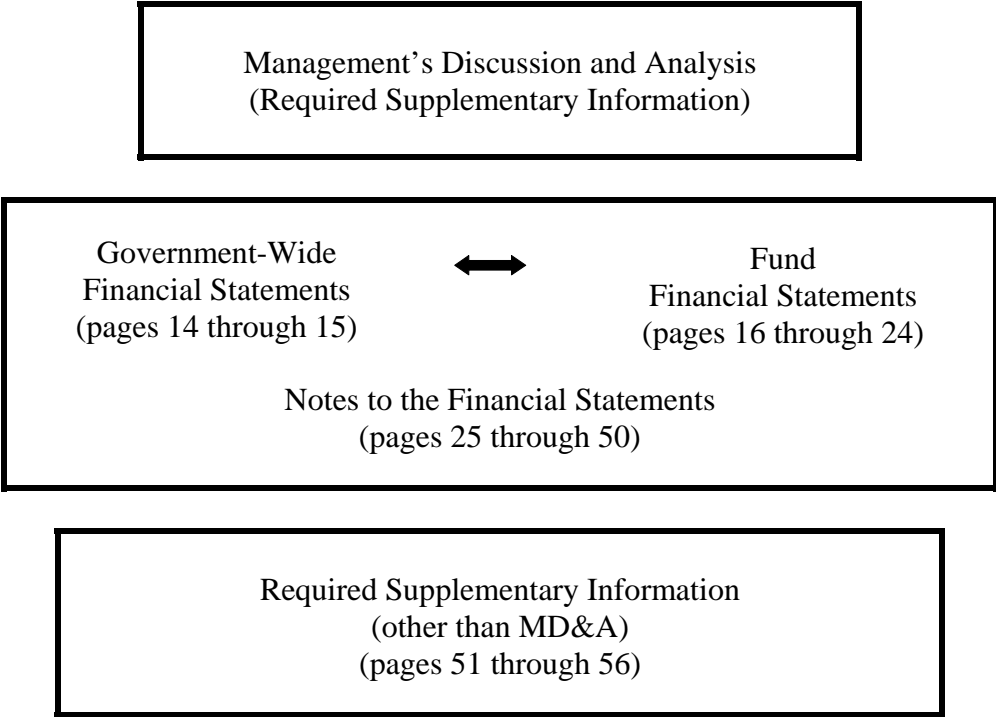 Management’s Discussion and Analysis
(Required Supplementary Information)
Government-Wide
Financial Statements
(pages 14 through 15)
Fund
Financial Statements
(pages 16 through 24)
Notes to the Financial Statements
(pages 25 through 50)
Required Supplementary Information
(other than MD&A)
(pages 51 through 56)